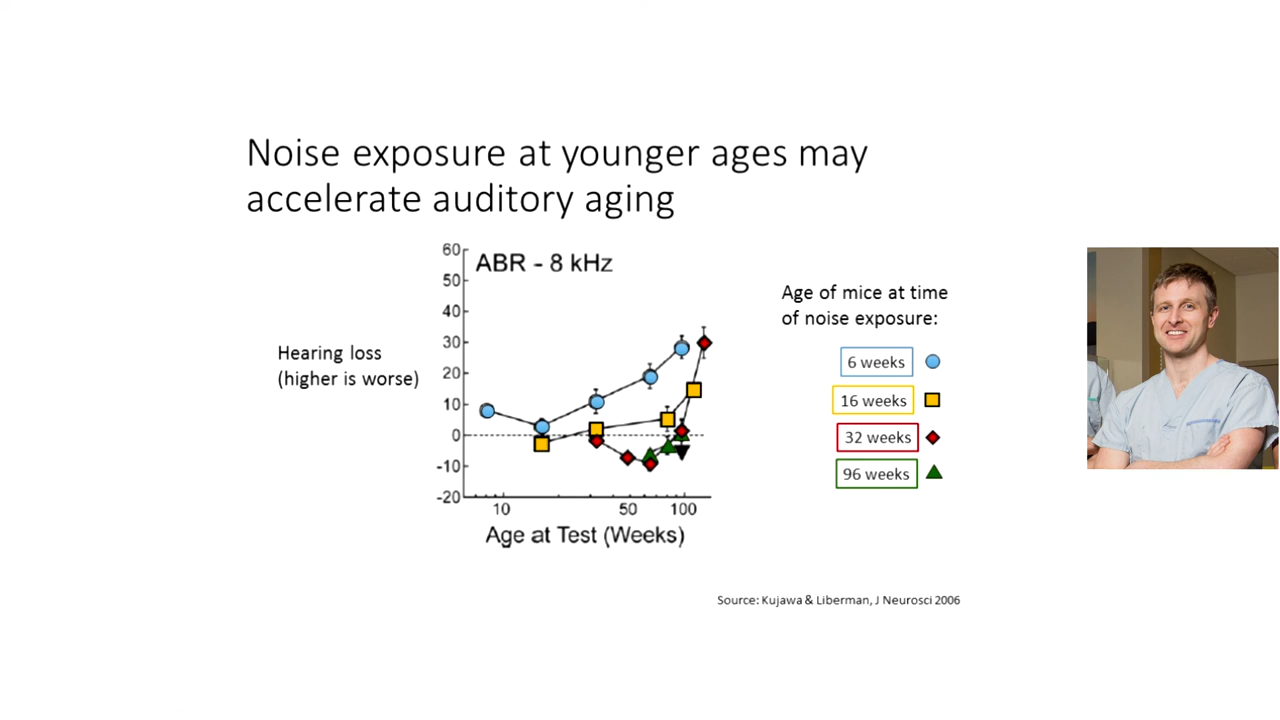 Noise exposure at younger ages may
accelerate auditory aging
60
50
40
30
20
10
0
-10
-20
ABR - 8 kHz
Hearing loss
(higher is worse)
10
50
100
Age at Test (Weeks)
Age of mice at time
of noise exposure:
6 weeks
16 weeks
32 weeks
96 weeks
Source: Kujawa & Liberman, J Neurosci 2006